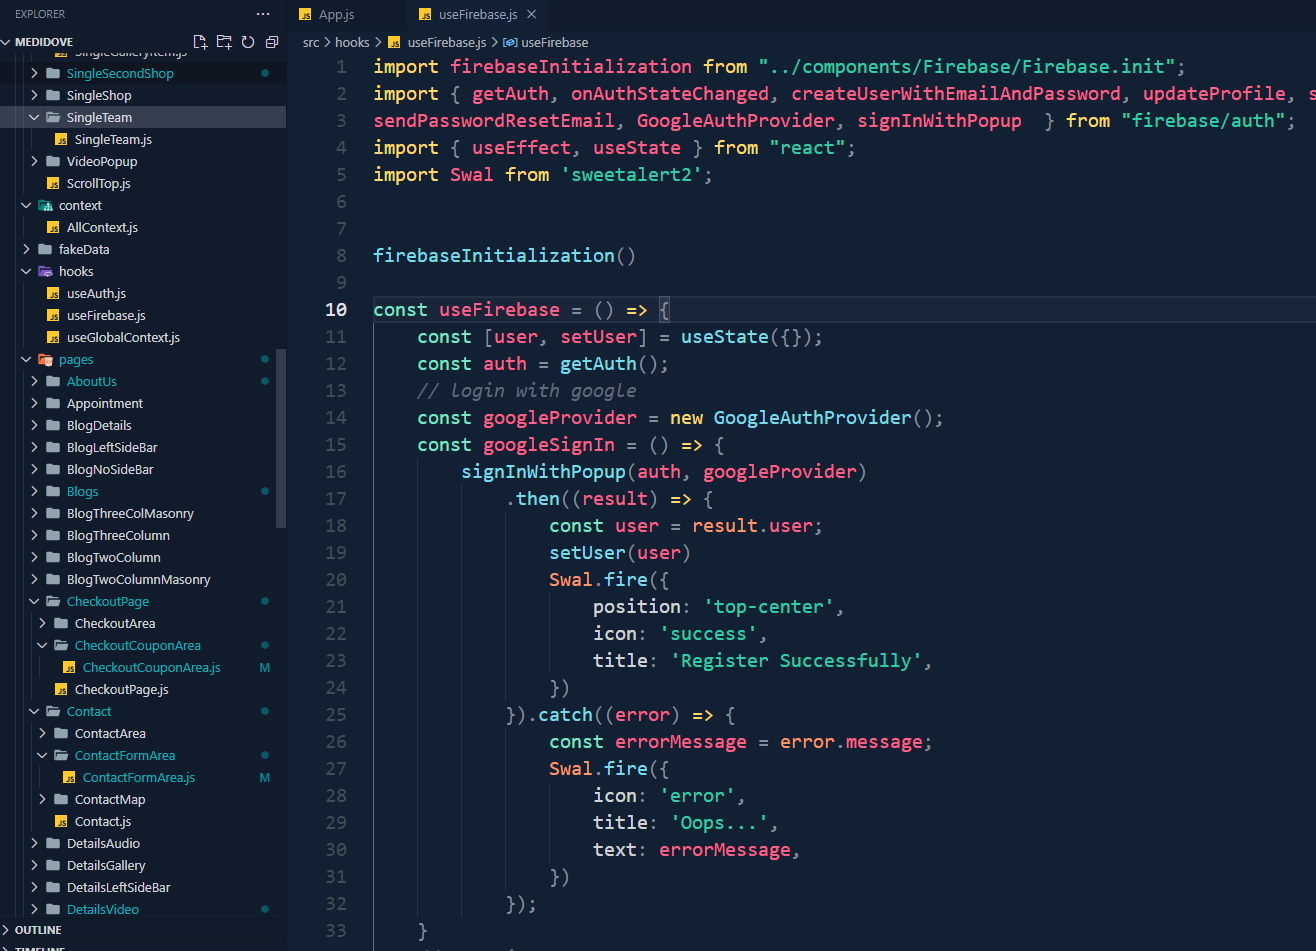 EXPLORER
MEDIDOVE
SingleGalleryItem.js
SingleSecondShop
SingleShop
SingleTeam
SingleTeam.js
VideoPopup
ScrollTop.js
context
AllContext.js
fakeData
hooks
useAuth.js
useFirebase.js
useGlobalContext.js
pages
AboutUs
Appointment
BlogDetails
BlogLeftSideBar
BlogNoSideBar
Blogs
BlogThreeColMasonry
BlogThreeColumn
BlogTwoColumn
BlogTwoColumnMasonry
CheckoutPage
CheckoutArea
CheckoutCouponArea
CheckoutCouponArea.js M
CheckoutPage.js
Contact
ContactArea
ContactFormArea
ContactFormArea.js M
ContactMap
Contact.js
DetailsAudio
DetailsGallery
DetailsLeftSideBar
DetailsVideo
OUTLINE
TIMELINE
JS App.js JS useFirebase.js
src > hooks > JS useFirebase.js > useFirebase
1 import firebaseInitialization from "../components/Firebase/Firebase.init";
2 import { getAuth, onAuthStateChanged, createUserWithEmailAndPassword, updateProfile, s
3 sendPasswordResetEmail, GoogleAuthProvider, signInWithPopup } from "firebase/auth";
4 import { useEffect, useState } from "react";
5 import Swal from 'sweetalert2';
6
7
8 firebaseInitialization()
9
10 const useFirebase = () => {
11 const [user, setUser] = useState({});
12 const auth = getAuth();
13 // login with google
14 const googleProvider = new GoogleAuthProvider();
15 const googleSignIn = () => {
16 signInWithPopup(auth, googleProvider)
17 .then((result) => {
18 const user = result.user;
19 setUser(user)
20 Swal.fire({
21 position: 'top-center',
22 icon: 'success',
23 title: 'Register Successfully',
24 })
25 }).catch((error) => {
26 const errorMessage = error.message;
27 Swal.fire({
28 icon: 'error',
29 title: 'Oops...',
30 text: errorMessage,
31 })
32 });
33 }